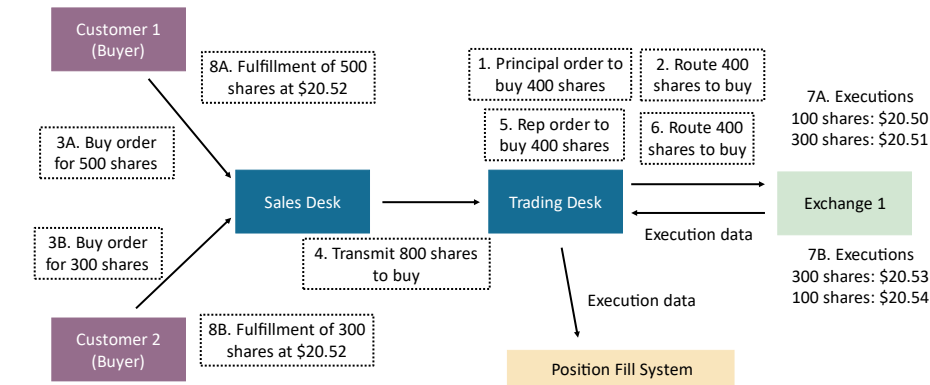 Customer 1
(Buyer)
8A. Fulfillment of 500
shares at $20.52
1. Principal order to
buy 400 shares
2. Route 400
shares to buy
7A. Executions
100 shares: $20.50
300 shares: $20.51
3A. Buy order
for 500 shares
5. Rep order to
buy 400 shares
6. Route 400
shares to buy
Sales Desk
Trading Desk
Exchange 1
3B. Buy order
for 300 shares
4. Transmit 800 shares
to buy
Execution data
7B. Executions
300 shares: $20.53
100 shares: $20.54
Execution data
Customer 2
(Buyer)
8B. Fulfillment of 300
shares at $20.52
Position Fill System